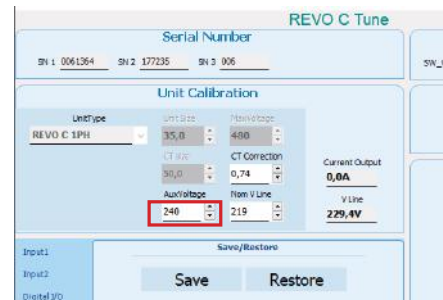 REVO C Tune
Serial Number
SN 1 0061364 SN 2 177235 SN 3 006
SW_
Unit Calibration
UnitType Unit Size MaxVoltage
REVO C 1PH 35,0 480
CT size CT Correction
50,0 0,74
Current Output
0,0A
AuxVoltage Nom V Line
240 219
V Line
229,4V
Input1
Input2
Digital I/O
Save/Restore
Save Restore